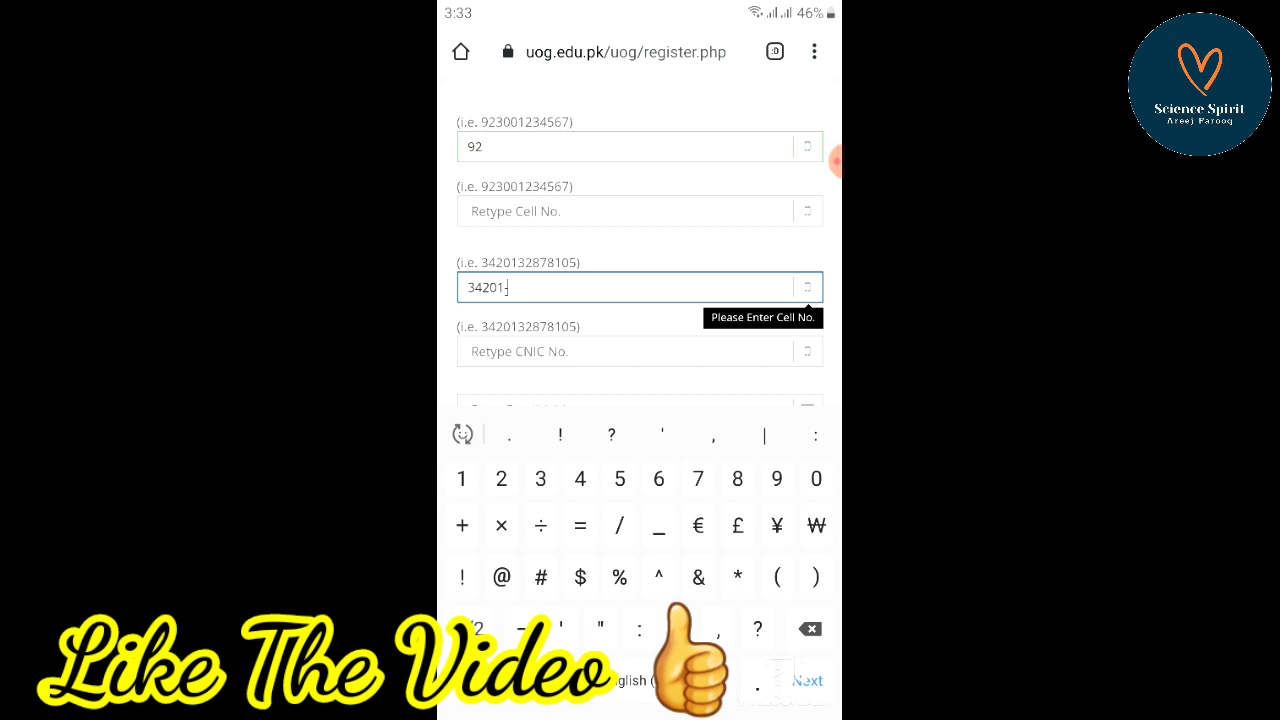 3:33
46%
uog.edu.pk/uog/register.php
:D
Science Spirit
Areej Farooq
(i.e. 923001234567)
92
(i.e. 923001234567)
Retype Cell No.
(i.e. 3420132878105)
34201-
Please Enter Cell No.
(i.e. 3420132878105)
Retype CNIC No.
. ! ? ' , | :
1 2 3 4 5 6 7 8 9 0
+ × ÷ = / _ € £ ¥ ₩
! @ # $ % ^ & * ( )
- ' " : , ?
. Next
Like The Video